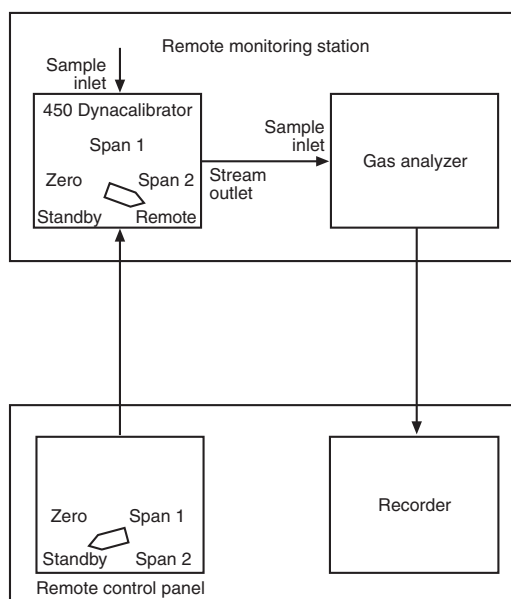 Remote monitoring station
Sample
inlet
450 Dynacalibrator
Span 1
Zero
Span 2
Standby
Remote
Sample
inlet
Stream
outlet
Gas analyzer
Zero
Span 1
Standby
Span 2
Recorder
Remote control panel